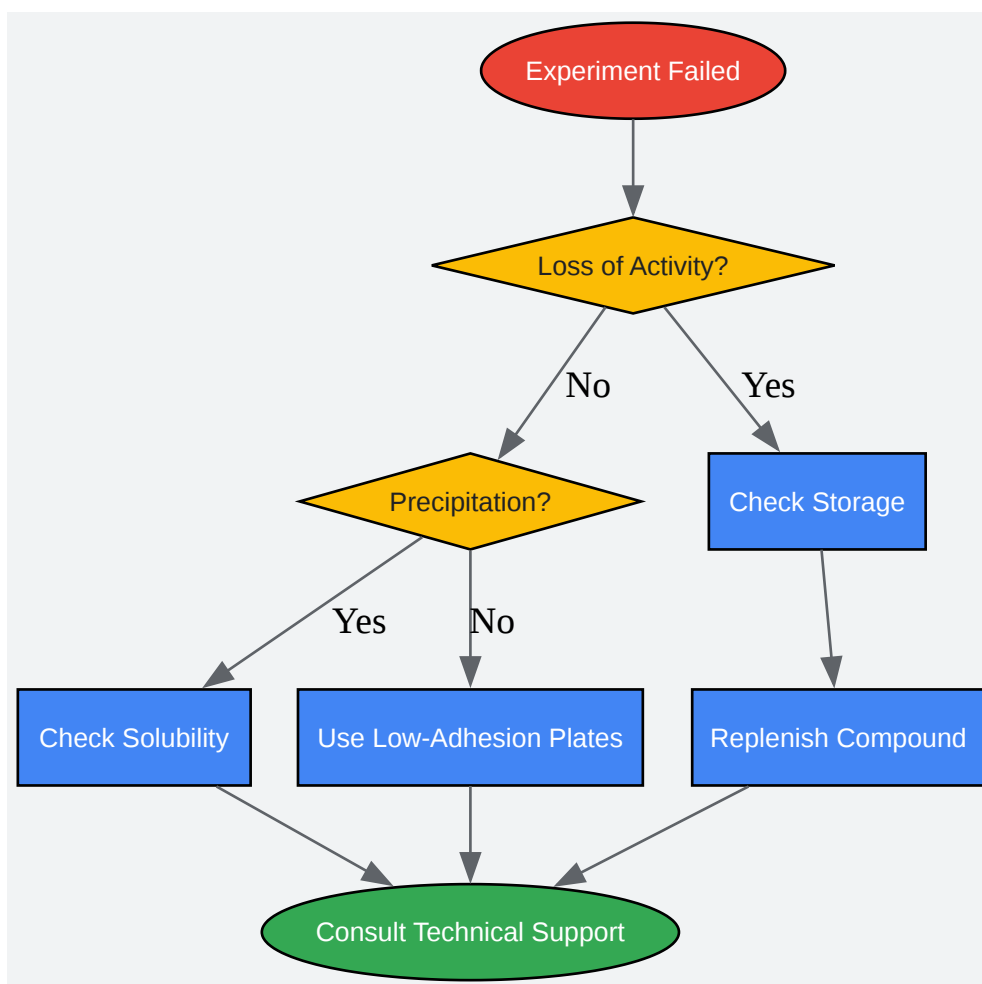 Experiment Failed
Loss of Activity?
No
Yes
Precipitation?
Check Storage
Yes
No
Check Solubility
Use Low-Adhesion Plates
Replenish Compound
Consult Technical Support